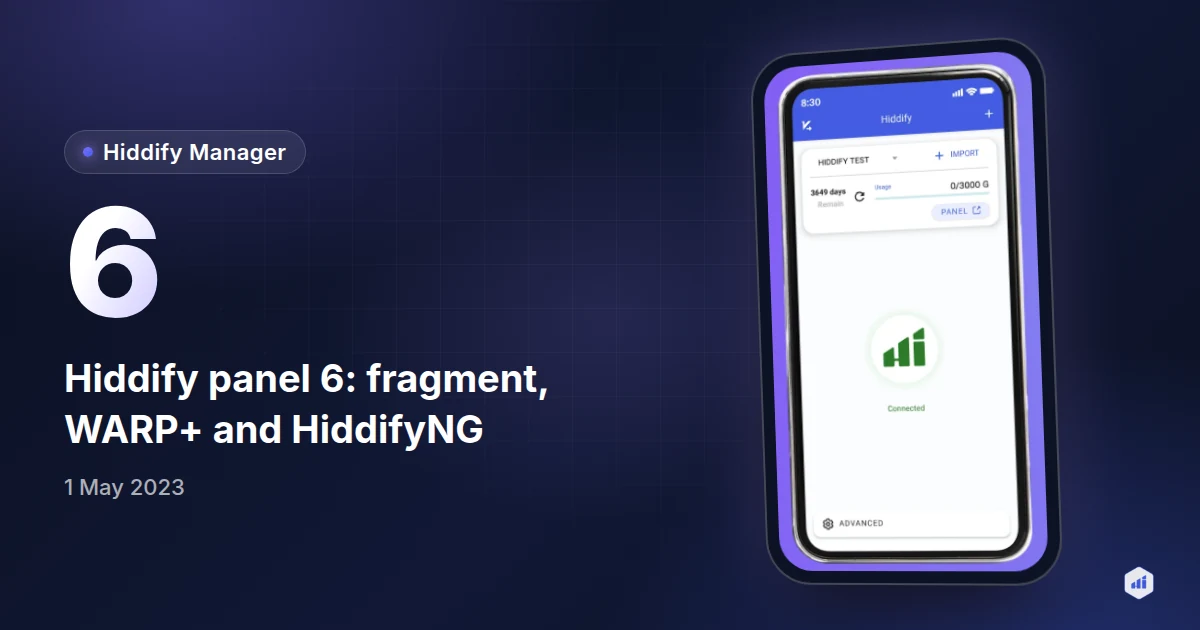 Hiddify Manager
6
Hiddify panel 6: fragment,
WARP+ and HiddifyNG
1 May 2023
8:30
Hiddify
+
HIDDIFY TEST
+ IMPORT
3649 days
Remain
Usage
0/3000 G
PANEL
Connected
ADVANCED